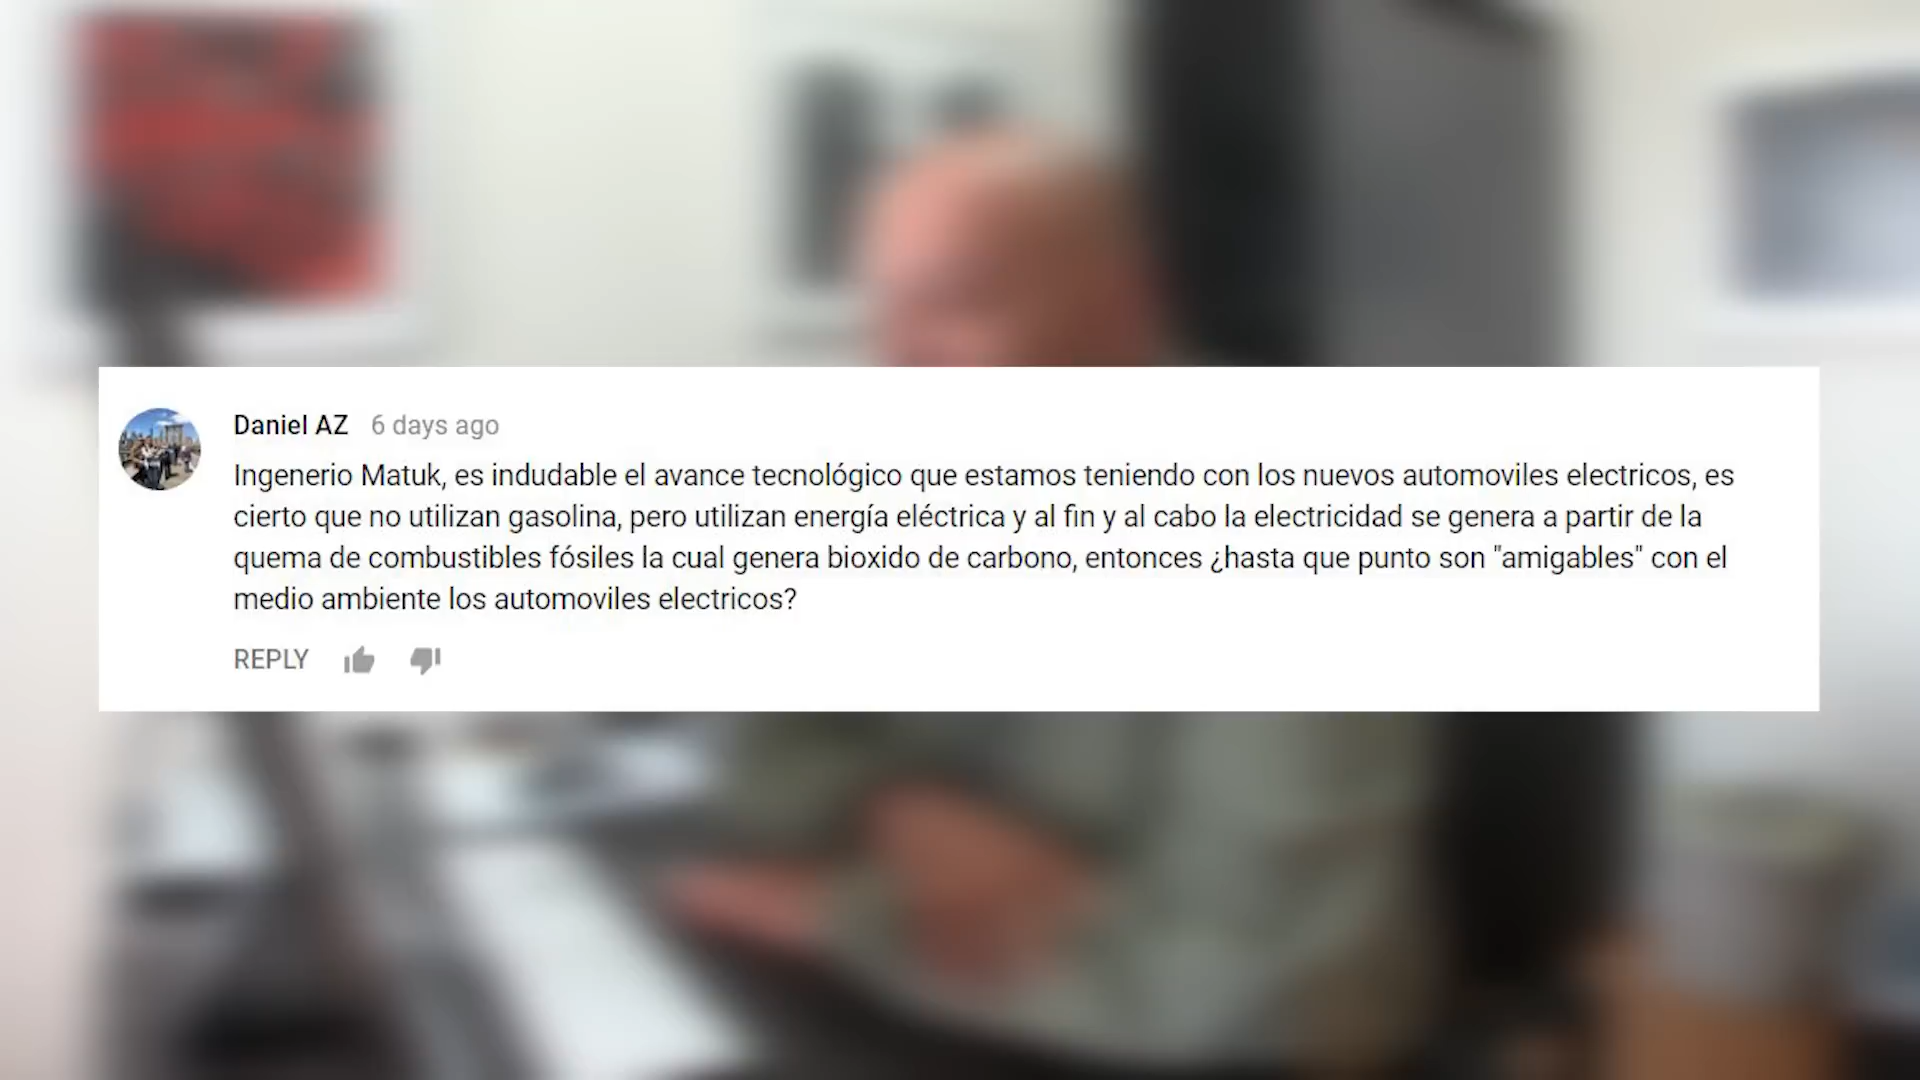 Daniel AZ 6 days ago
Ingenerio Matuk, es indudable el avance tecnológico que estamos teniendo con los nuevos automoviles electricos, es
cierto que no utilizan gasolina, pero utilizan energía eléctrica y al fin y al cabo la electricidad se genera a partir de la
quema de combustibles fósiles la cual genera bioxido de carbono, entonces ¿hasta que punto son "amigables" con el
medio ambiente los automoviles electricos?
REPLY